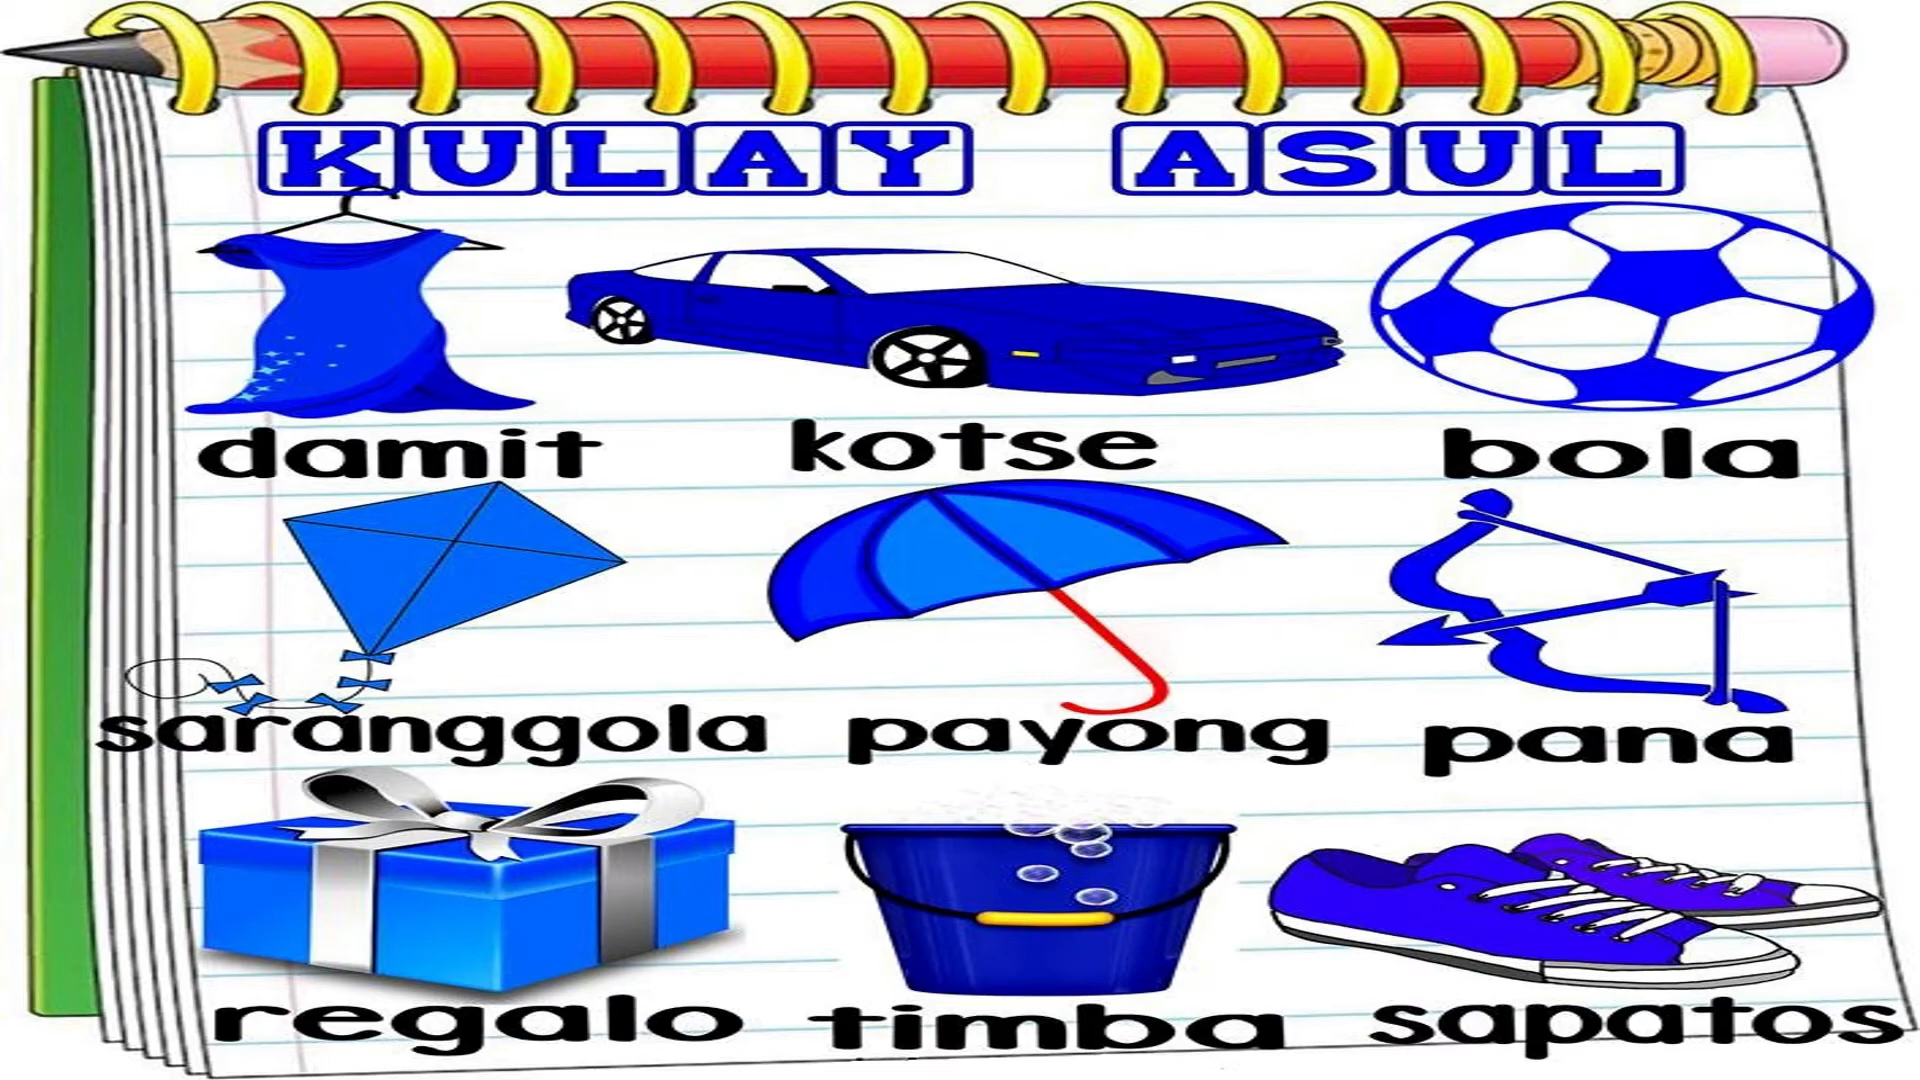 KULAY ASUL
damit kotse bola
saranggola payong pana
regalo timba sapatos